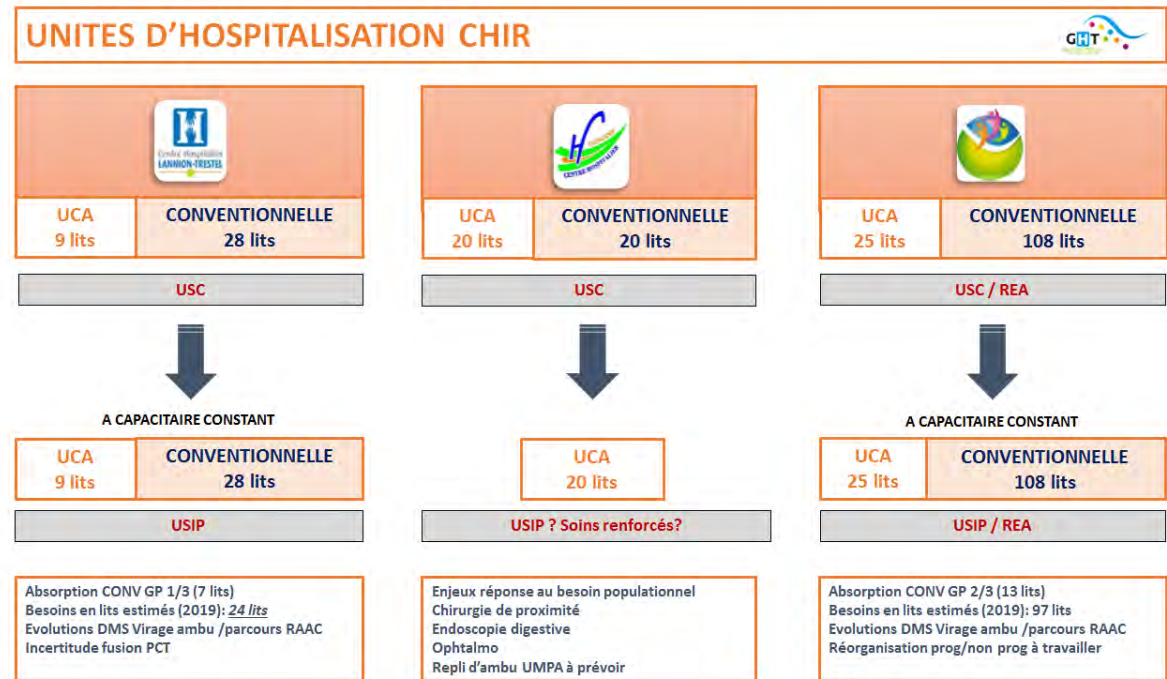 UNITES D'HOSPITALISATION CHIR
GHT
H
Centre Hospitalier
LANNION-TRESTEL
CENTRE HOSPITALIER
UCA
9 lits
CONVENTIONNELLE
28 lits
UCA
20 lits
CONVENTIONNELLE
20 lits
UCA
25 lits
CONVENTIONNELLE
108 lits
USC
USC
USC / REA
A CAPACITAIRE CONSTANT
A CAPACITAIRE CONSTANT
UCA
9 lits
CONVENTIONNELLE
28 lits
UCA
20 lits
UCA
25 lits
CONVENTIONNELLE
108 lits
USIP
USIP ? Soins renforcés?
USIP / REA
Absorption CONV GP 1/3 (7 lits)
Besoins en lits estimés (2019): 24 lits
Evolutions DMS Virage ambu /parcours RAAC
Incertitude fusion PCT
Enjeux réponse au besoin populationnel
Chirurgie de proximité
Endoscopie digestive
Ophtalmo
Repli d'ambu UMPA à prévoir
Absorption CONV GP 2/3 (13 lits)
Besoins en lits estimés (2019): 97 lits
Evolutions DMS Virage ambu /parcours RAAC
Réorganisation prog/non prog à travailler